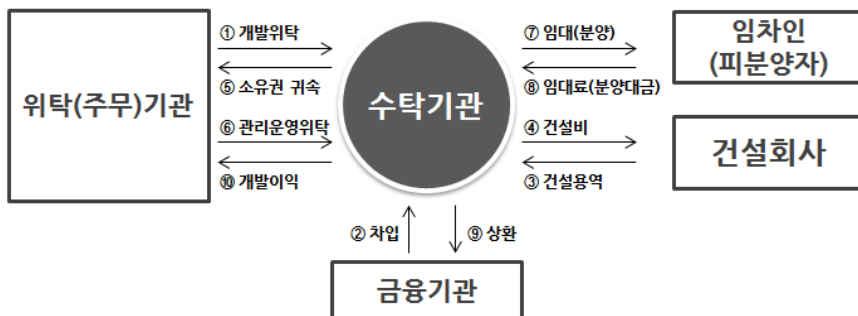 위탁(주무)기관
① 개발위탁
⑤ 소유권 귀속
⑥ 관리운영위탁
⑩ 개발이익
수탁기관
⑦ 임대(분양)
⑧ 임대료(분양대금)
④ 건설비
③ 건설용역
임차인
(피분양자)
건설회사
② 차입
⑨ 상환
금융기관